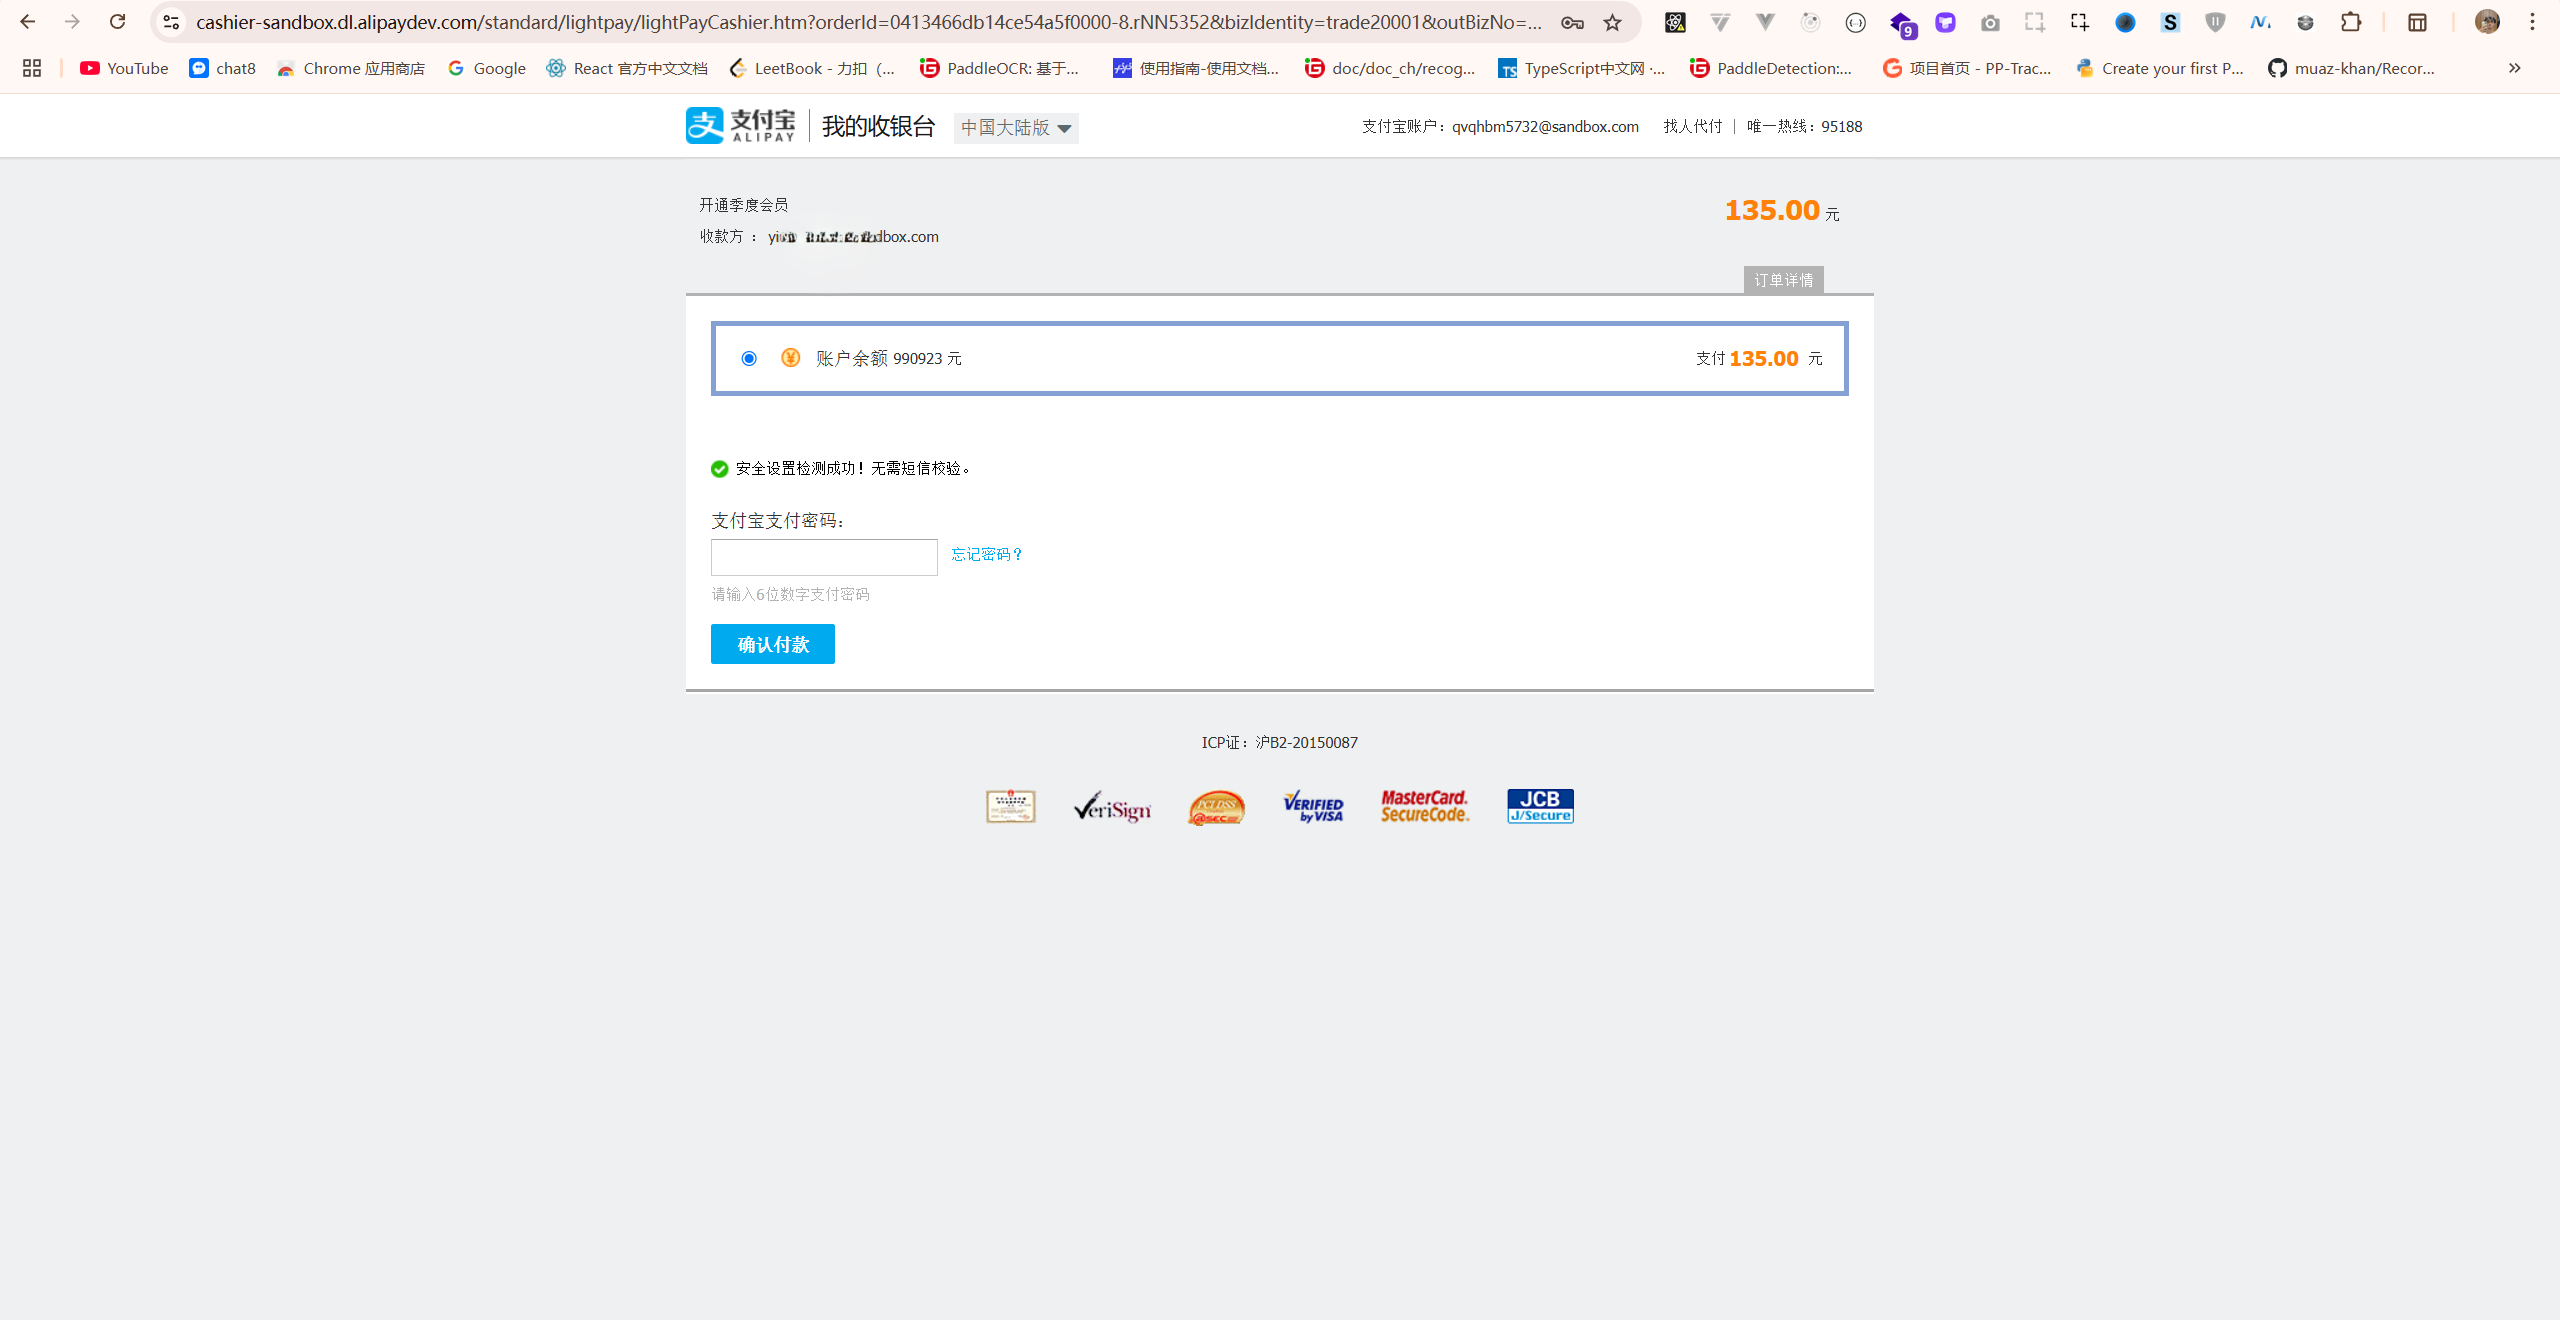 cashier-sandbox.dl.alipaydev.com/standard/lightpay/lightPayCashier.htm?orderId=0413466db14ce54a5f0000-8.rNN5352&bizIdentity=trade20001&outBizNo=...
9
YouTube chat8 Chrome 应用商店 Google React 官方中文文档 LeetBook - 力扣（... PaddleOCR: 基于... 使用指南-使用文档... doc/doc_ch/recog... TypeScript中文网 ·... PaddleDetection:... 项目首页 - PP-Trac... Create your first P... muaz-khan/Recor...
支付宝 ALIPAY 我的收银台 中国大陆版 支付宝账户：qvqhbm5732@sandbox.com 找人代付 | 唯一热线：95188
开通季度会员 135.00 元
收款方 ： dbox.com
订单详情
账户余额 990923 元 支付 135.00 元
安全设置检测成功！无需短信校验。
支付宝支付密码：
忘记密码？
请输入6位数字支付密码
确认付款
ICP证：沪B2-20150087
VeriSign PCI DSS @SEC VERIFIED by VISA MasterCard. SecureCode. JCB J/Secure